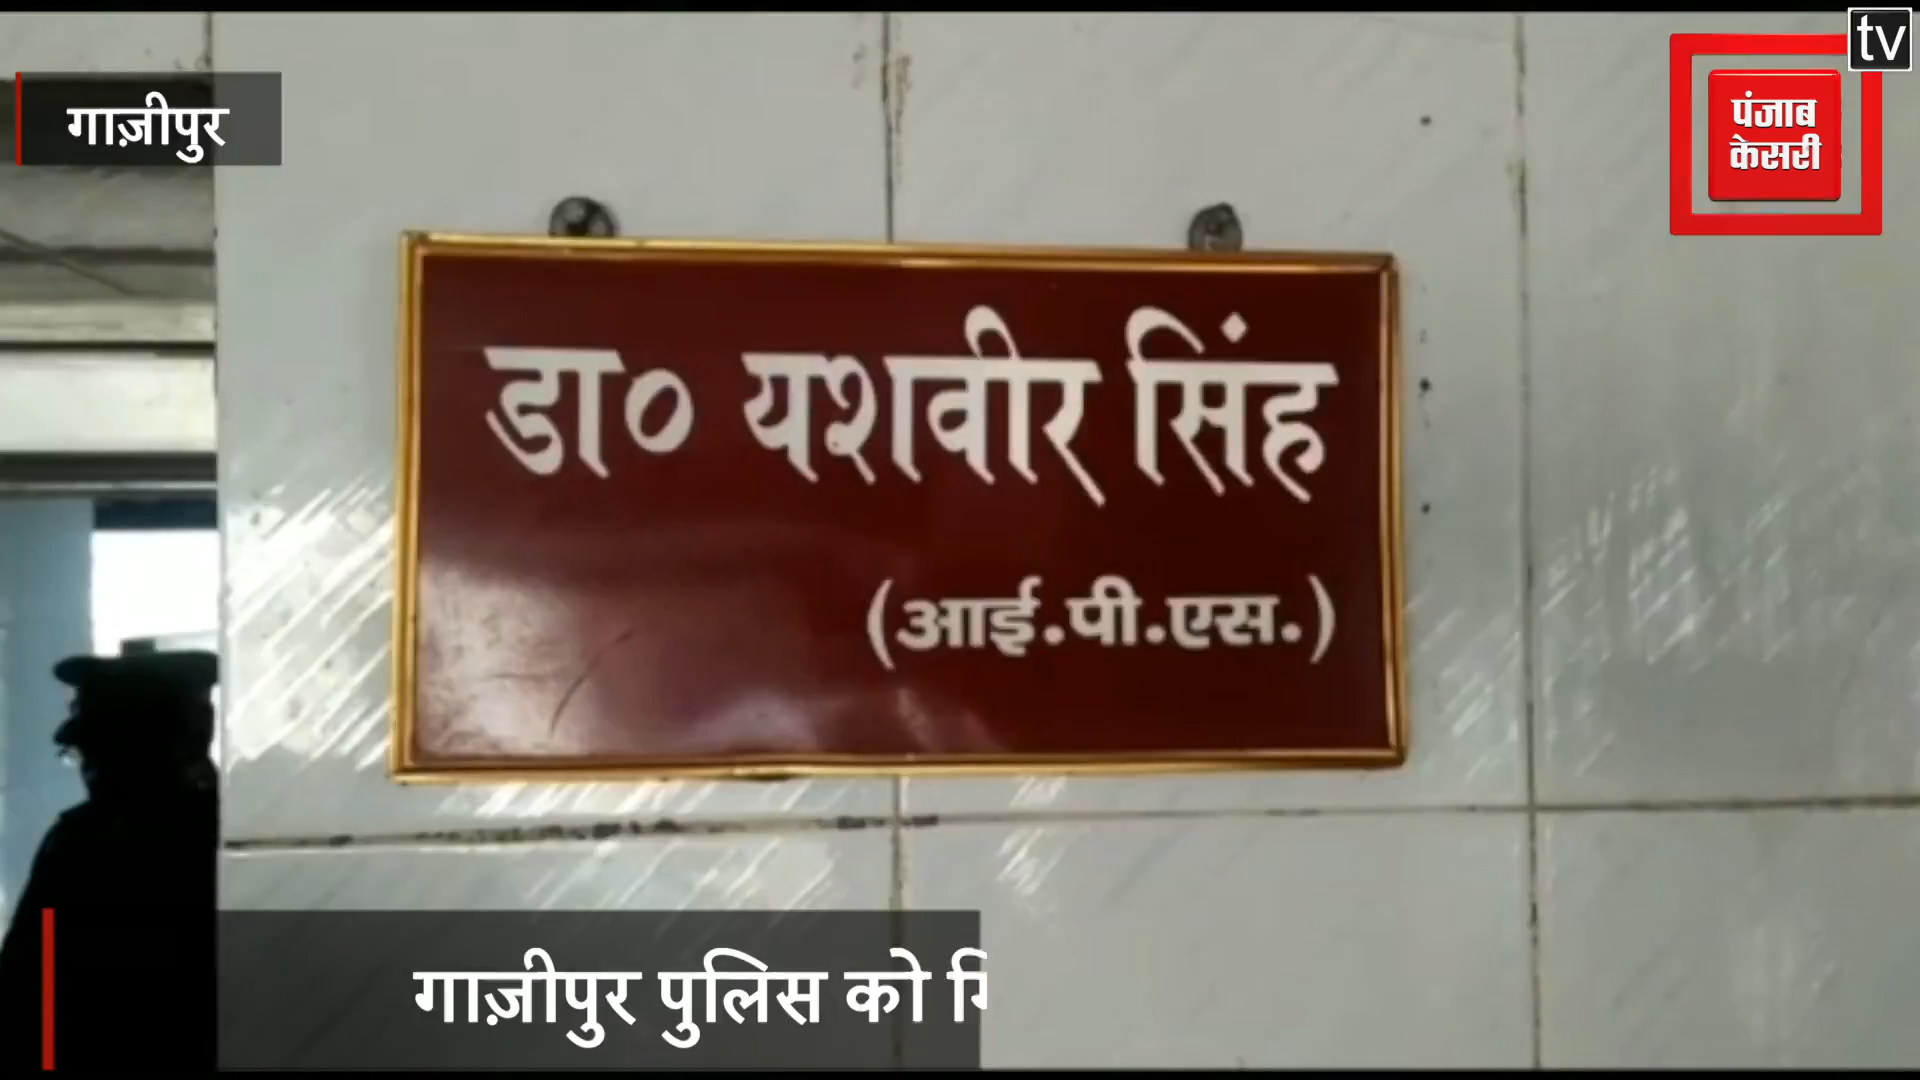 tv
गाज़ीपुर
पंजाब
केसरी
डा० यशवीर सिंह
(आई.पी.एस.)
गाज़ीपुर पुलिस को